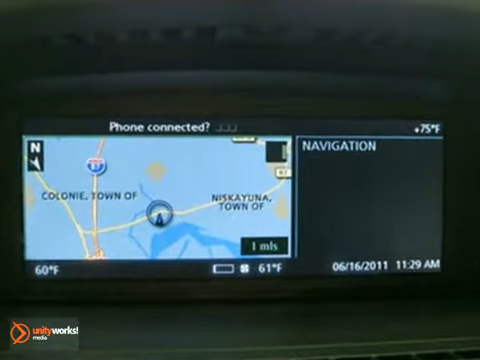 Phone connected?
+75°F
N
NAVIGATION
87
COLONIE, TOWN OF
NISKAYUNA,
TOWN OF
1 mls
60°F
61°F
06/16/2011 11:29 AM
unityworks!
media